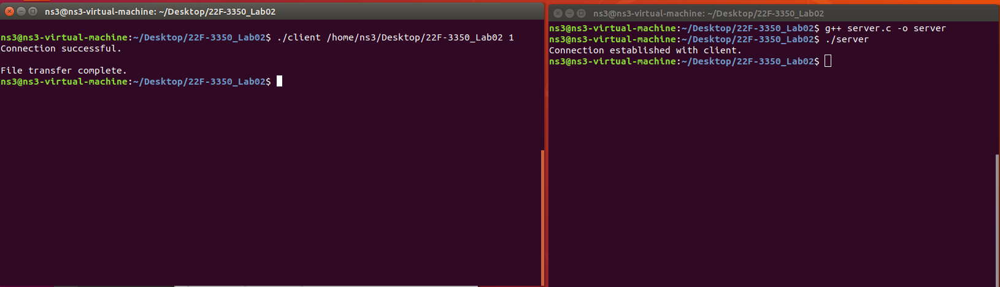 ns3@ns3-virtual-machine: ~/Desktop/22F-3350_Lab02
ns3@ns3-virtual-machine:~/Desktop/22F-3350_Lab02$ ./client /home/ns3/Desktop/22F-3350_Lab02 1
Connection successful.
File transfer complete.
ns3@ns3-virtual-machine:~/Desktop/22F-3350_Lab02$
ns3@ns3-virtual-machine: ~/Desktop/22F-3350_Lab02
ns3@ns3-virtual-machine:~/Desktop/22F-3350_Lab02$ g++ server.c -o server
ns3@ns3-virtual-machine:~/Desktop/22F-3350_Lab02$ ./server
Connection established with client.
ns3@ns3-virtual-machine:~/Desktop/22F-3350_Lab02$